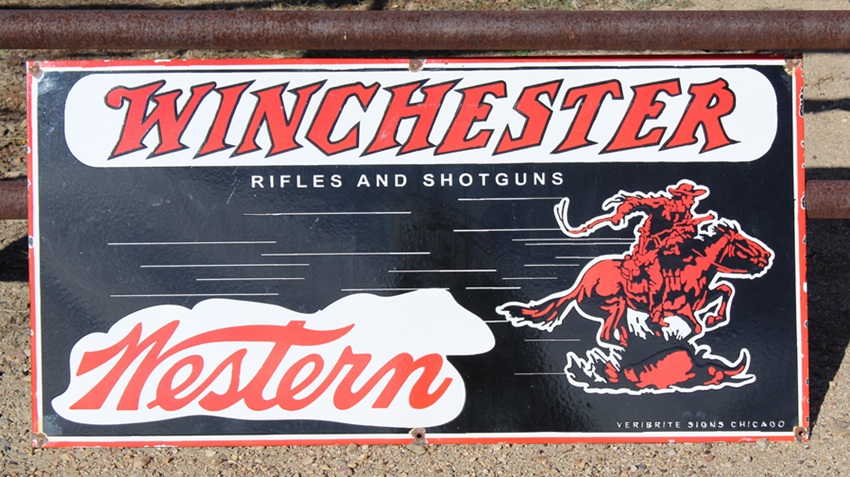 WINCHESTER
RIFLES AND SHOTGUNS
Western
VERIBRITE SIGNS CHICAGO